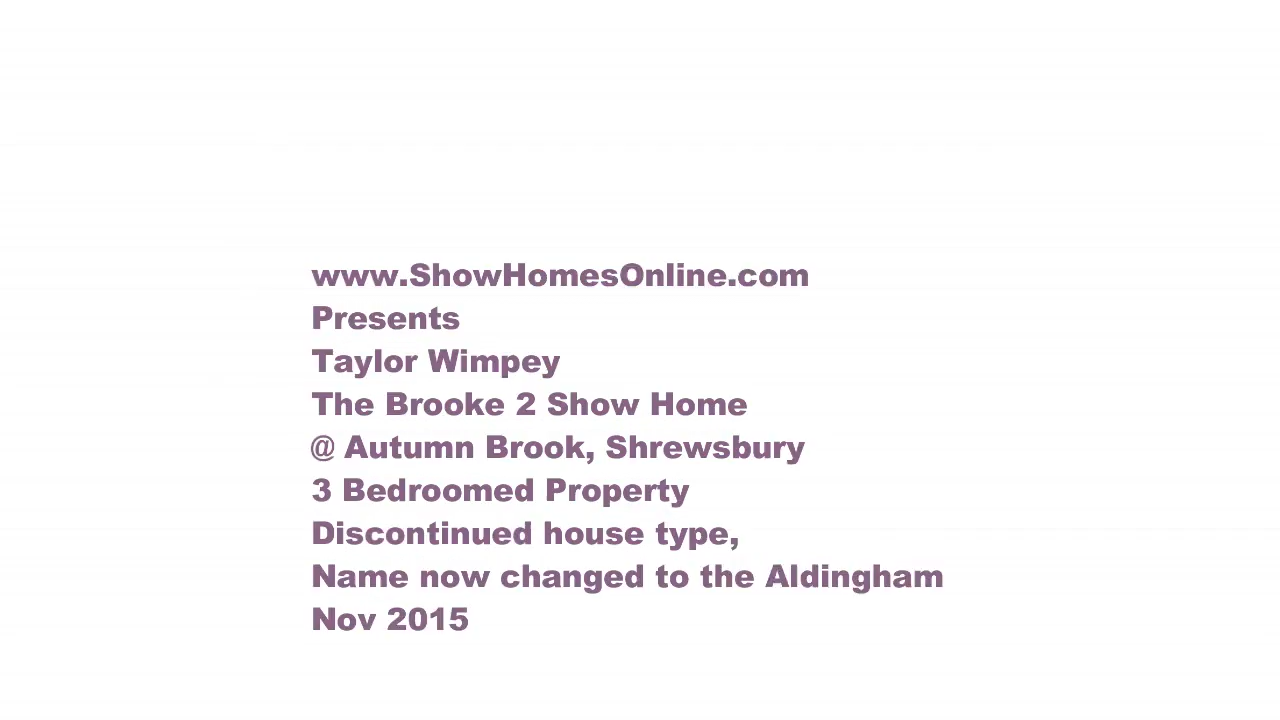 www.ShowHomesOnline.com
Presents
Taylor Wimpey
The Brooke 2 Show Home
@ Autumn Brook, Shrewsbury
3 Bedroomed Property
Discontinued house type,
Name now changed to the Aldingham
Nov 2015